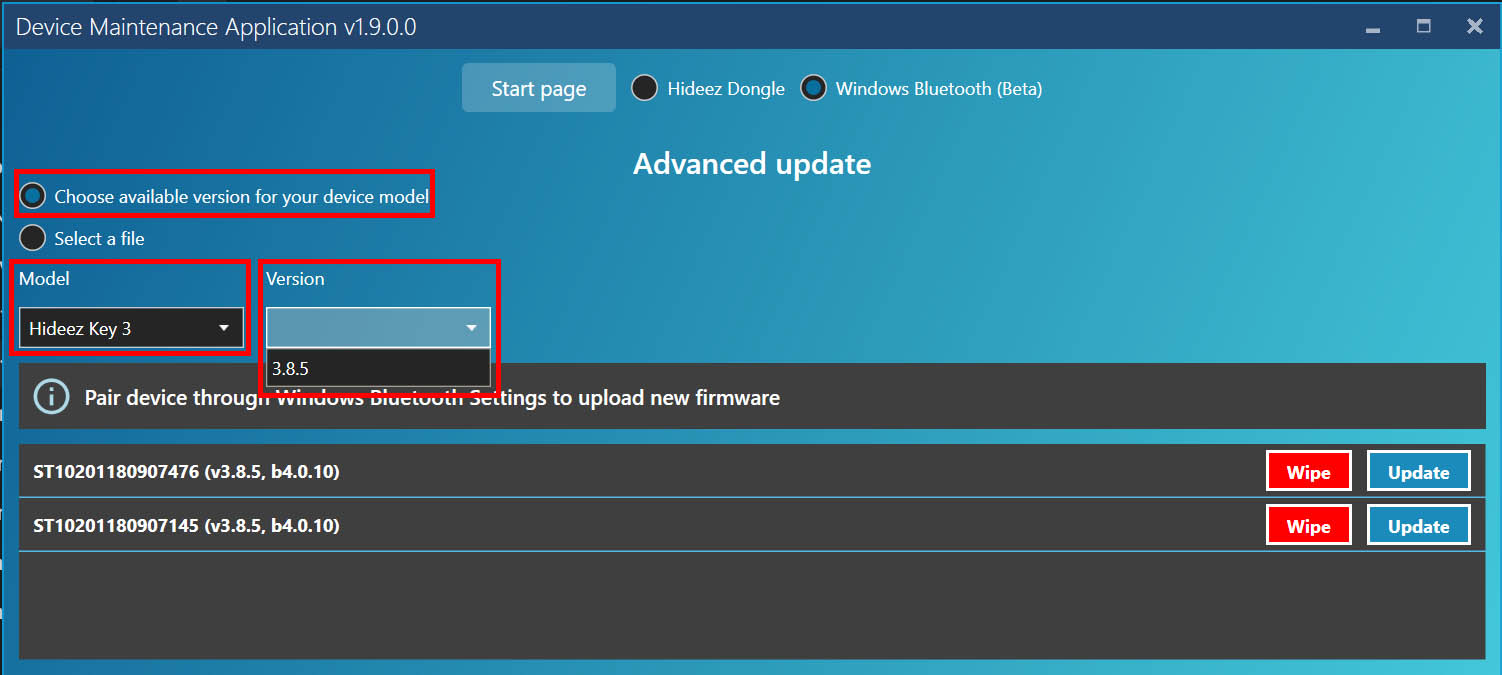 Device Maintenance Application v1.9.0.0
Start page
Hideez Dongle
Windows Bluetooth (Beta)
Advanced update
Choose available version for your device model
Select a file
Model
Version
Hideez Key 3
3.8.5
Pair device through Windows Bluetooth Settings to upload new firmware
ST10201180907476 (v3.8.5, b4.0.10)
Wipe
Update
ST10201180907145 (v3.8.5, b4.0.10)
Wipe
Update